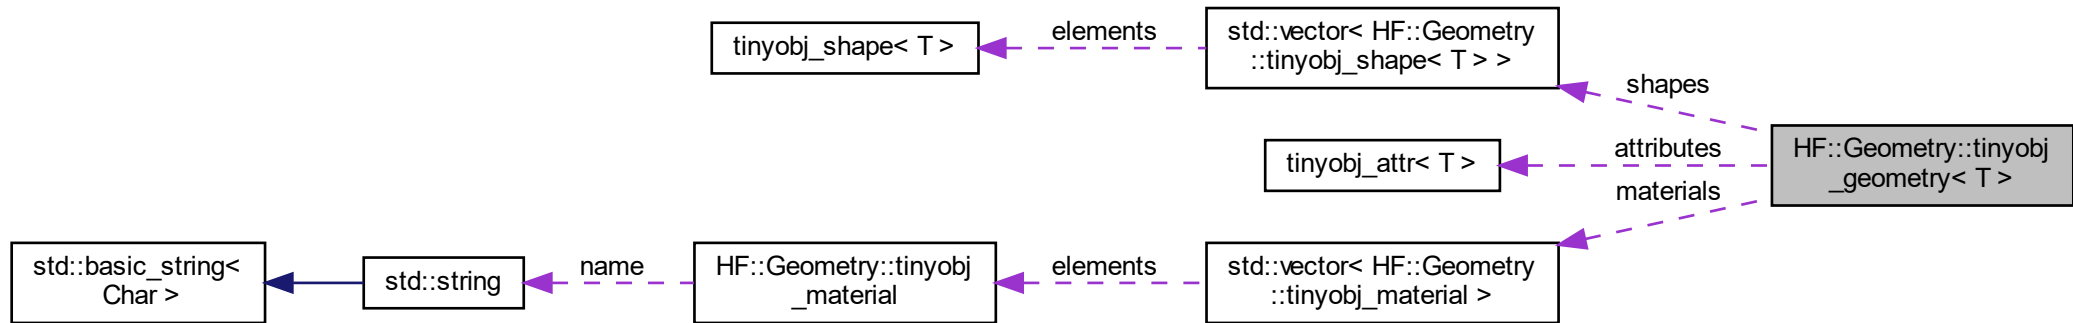 tinyobj_shape< T >
elements
std::vector< HF::Geometry
::tinyobj_shape< T > >
shapes
tinyobj_attr< T >
attributes
HF::Geometry::tinyobj
_geometry< T >
materials
std::basic_string<
Char >
std::string
name
HF::Geometry::tinyobj
_material
elements
std::vector< HF::Geometry
::tinyobj_material >